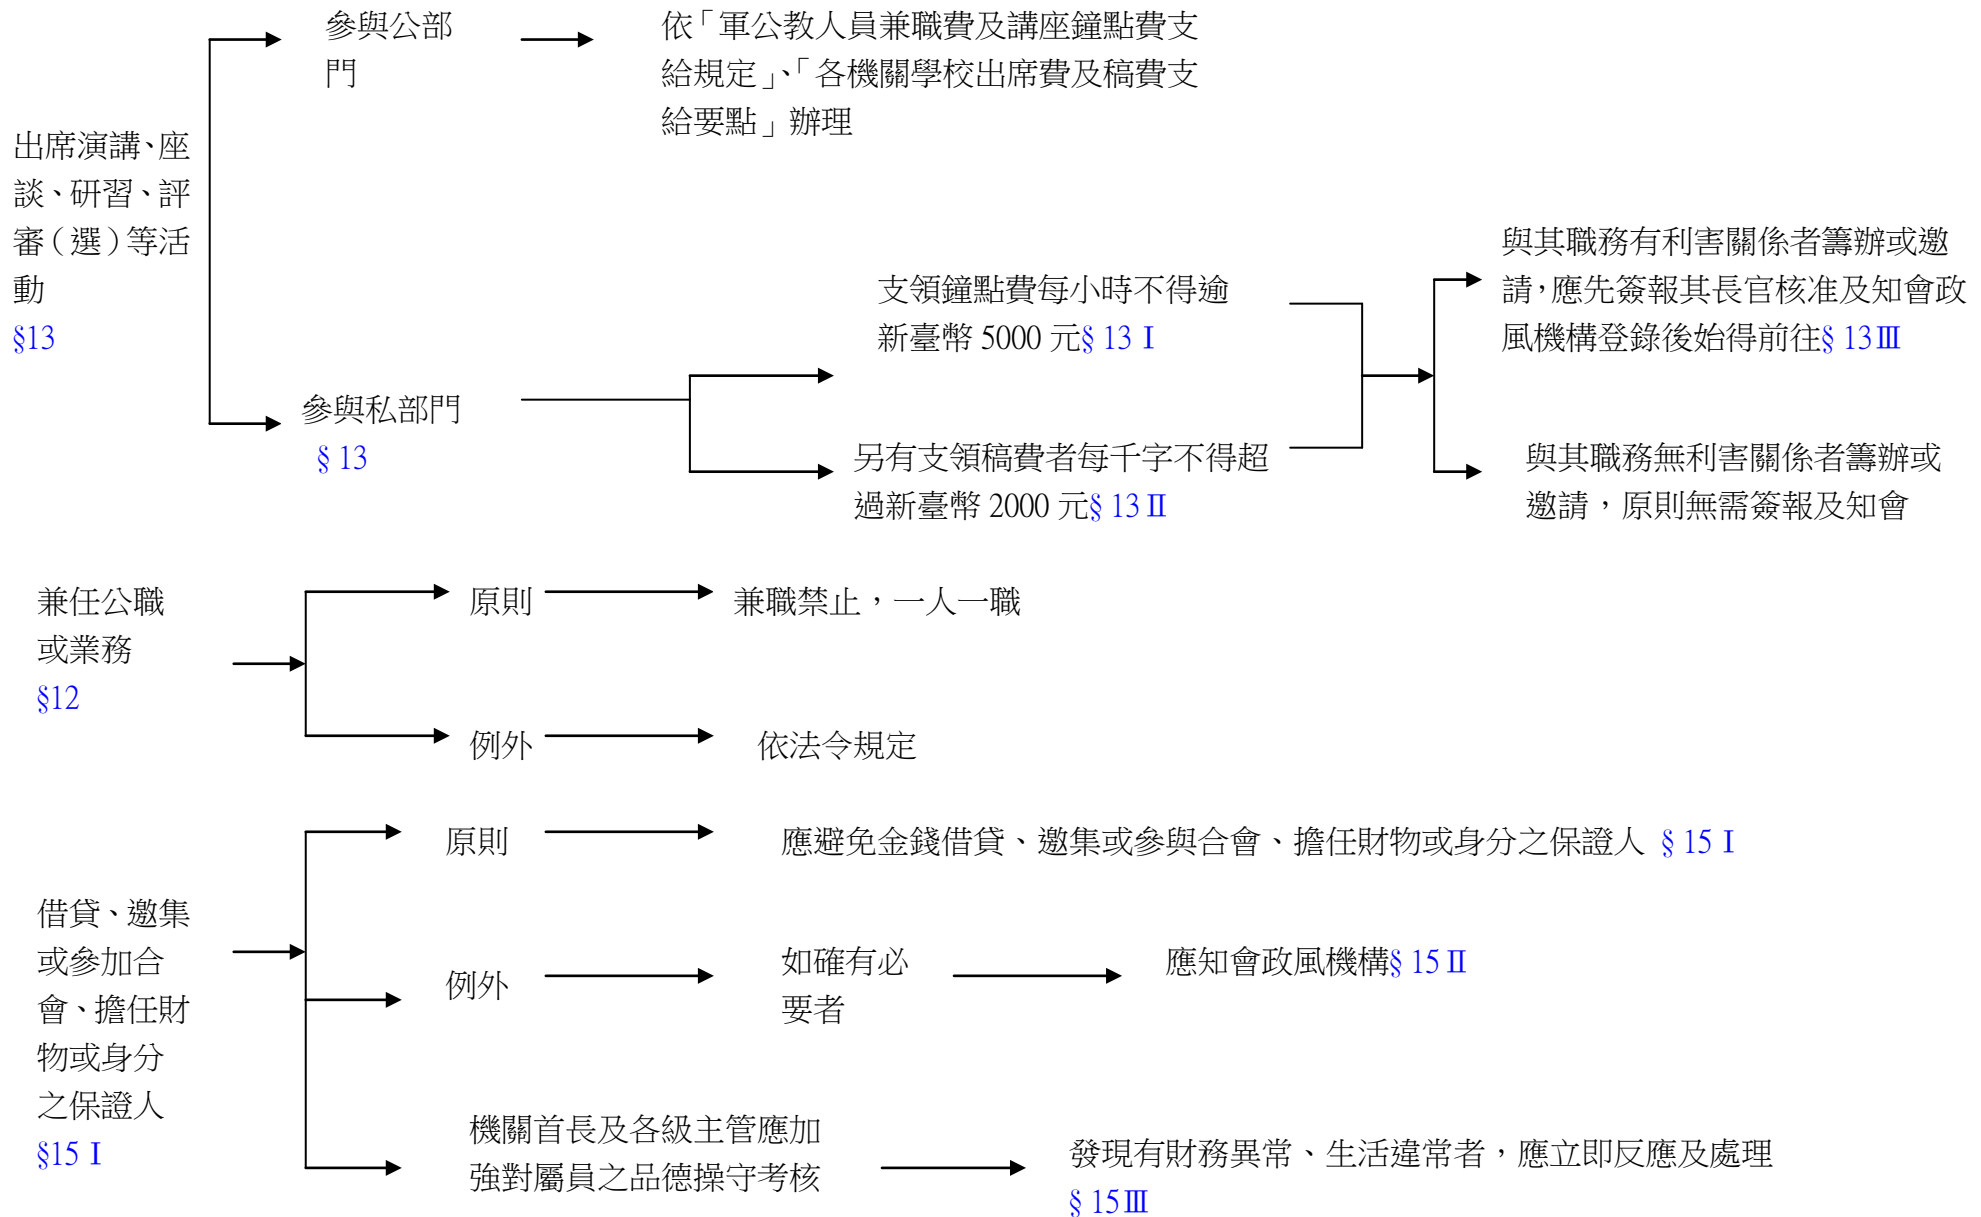 參與公部
門
依「軍公教人員兼職費及講座鐘點費支
給規定」、「各機關學校出席費及稿費支
給要點」辦理
出席演講、座
談、研習、評
審（選）等活
動
§13
參與私部門
§ 13
支領鐘點費每小時不得逾
新臺幣 5000 元§ 13 I
另有支領稿費者每千字不得超
過新臺幣 2000 元§ 13 Ⅱ
與其職務有利害關係者籌辦或邀
請，應先簽報其長官核准及知會政
風機構登錄後始得前往§ 13Ⅲ
與其職務無利害關係者籌辦或
邀請，原則無需簽報及知會
兼任公職
或業務
§12
原則
兼職禁止，一人一職
例外
依法令規定
借貸、邀集
或參加合
會、擔任財
物或身分
之保證人
§15 I
原則
應避免金錢借貸、邀集或參與合會、擔任財物或身分之保證人 § 15 I
例外
如確有必
要者
應知會政風機構§ 15 Ⅱ
機關首長及各級主管應加
強對屬員之品德操守考核
發現有財務異常、生活違常者，應立即反應及處理
§ 15Ⅲ